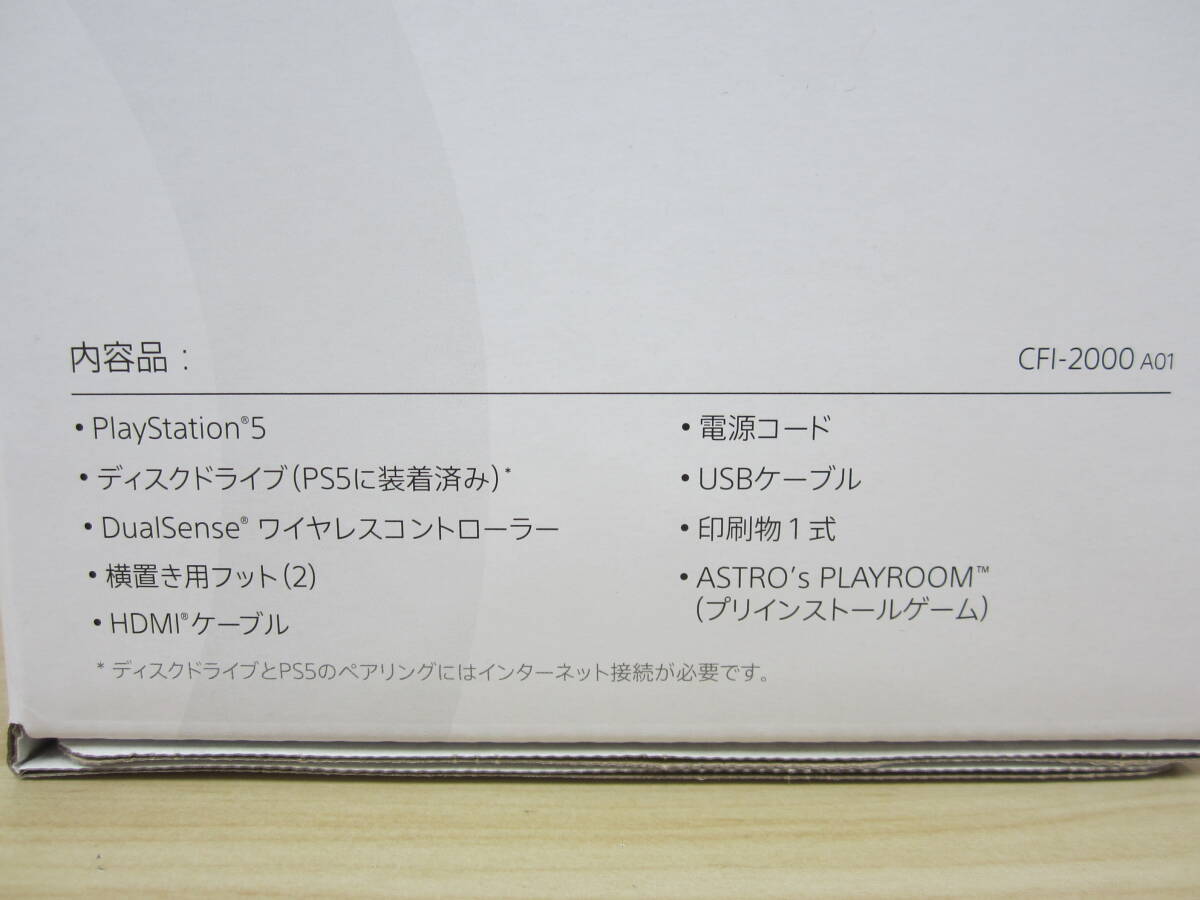 内容品：
CFI-2000 A01
• PlayStation®5
• ディスクドライブ（PS5に装着済み）*
• DualSense® ワイヤレスコントローラー
• 横置き用フット（2）
• HDMI®ケーブル
• 電源コード
• USBケーブル
• 印刷物1式
• ASTRO's PLAYROOM™
（プリインストールゲーム）
* ディスクドライブとPS5のペアリングにはインターネット接続が必要です。